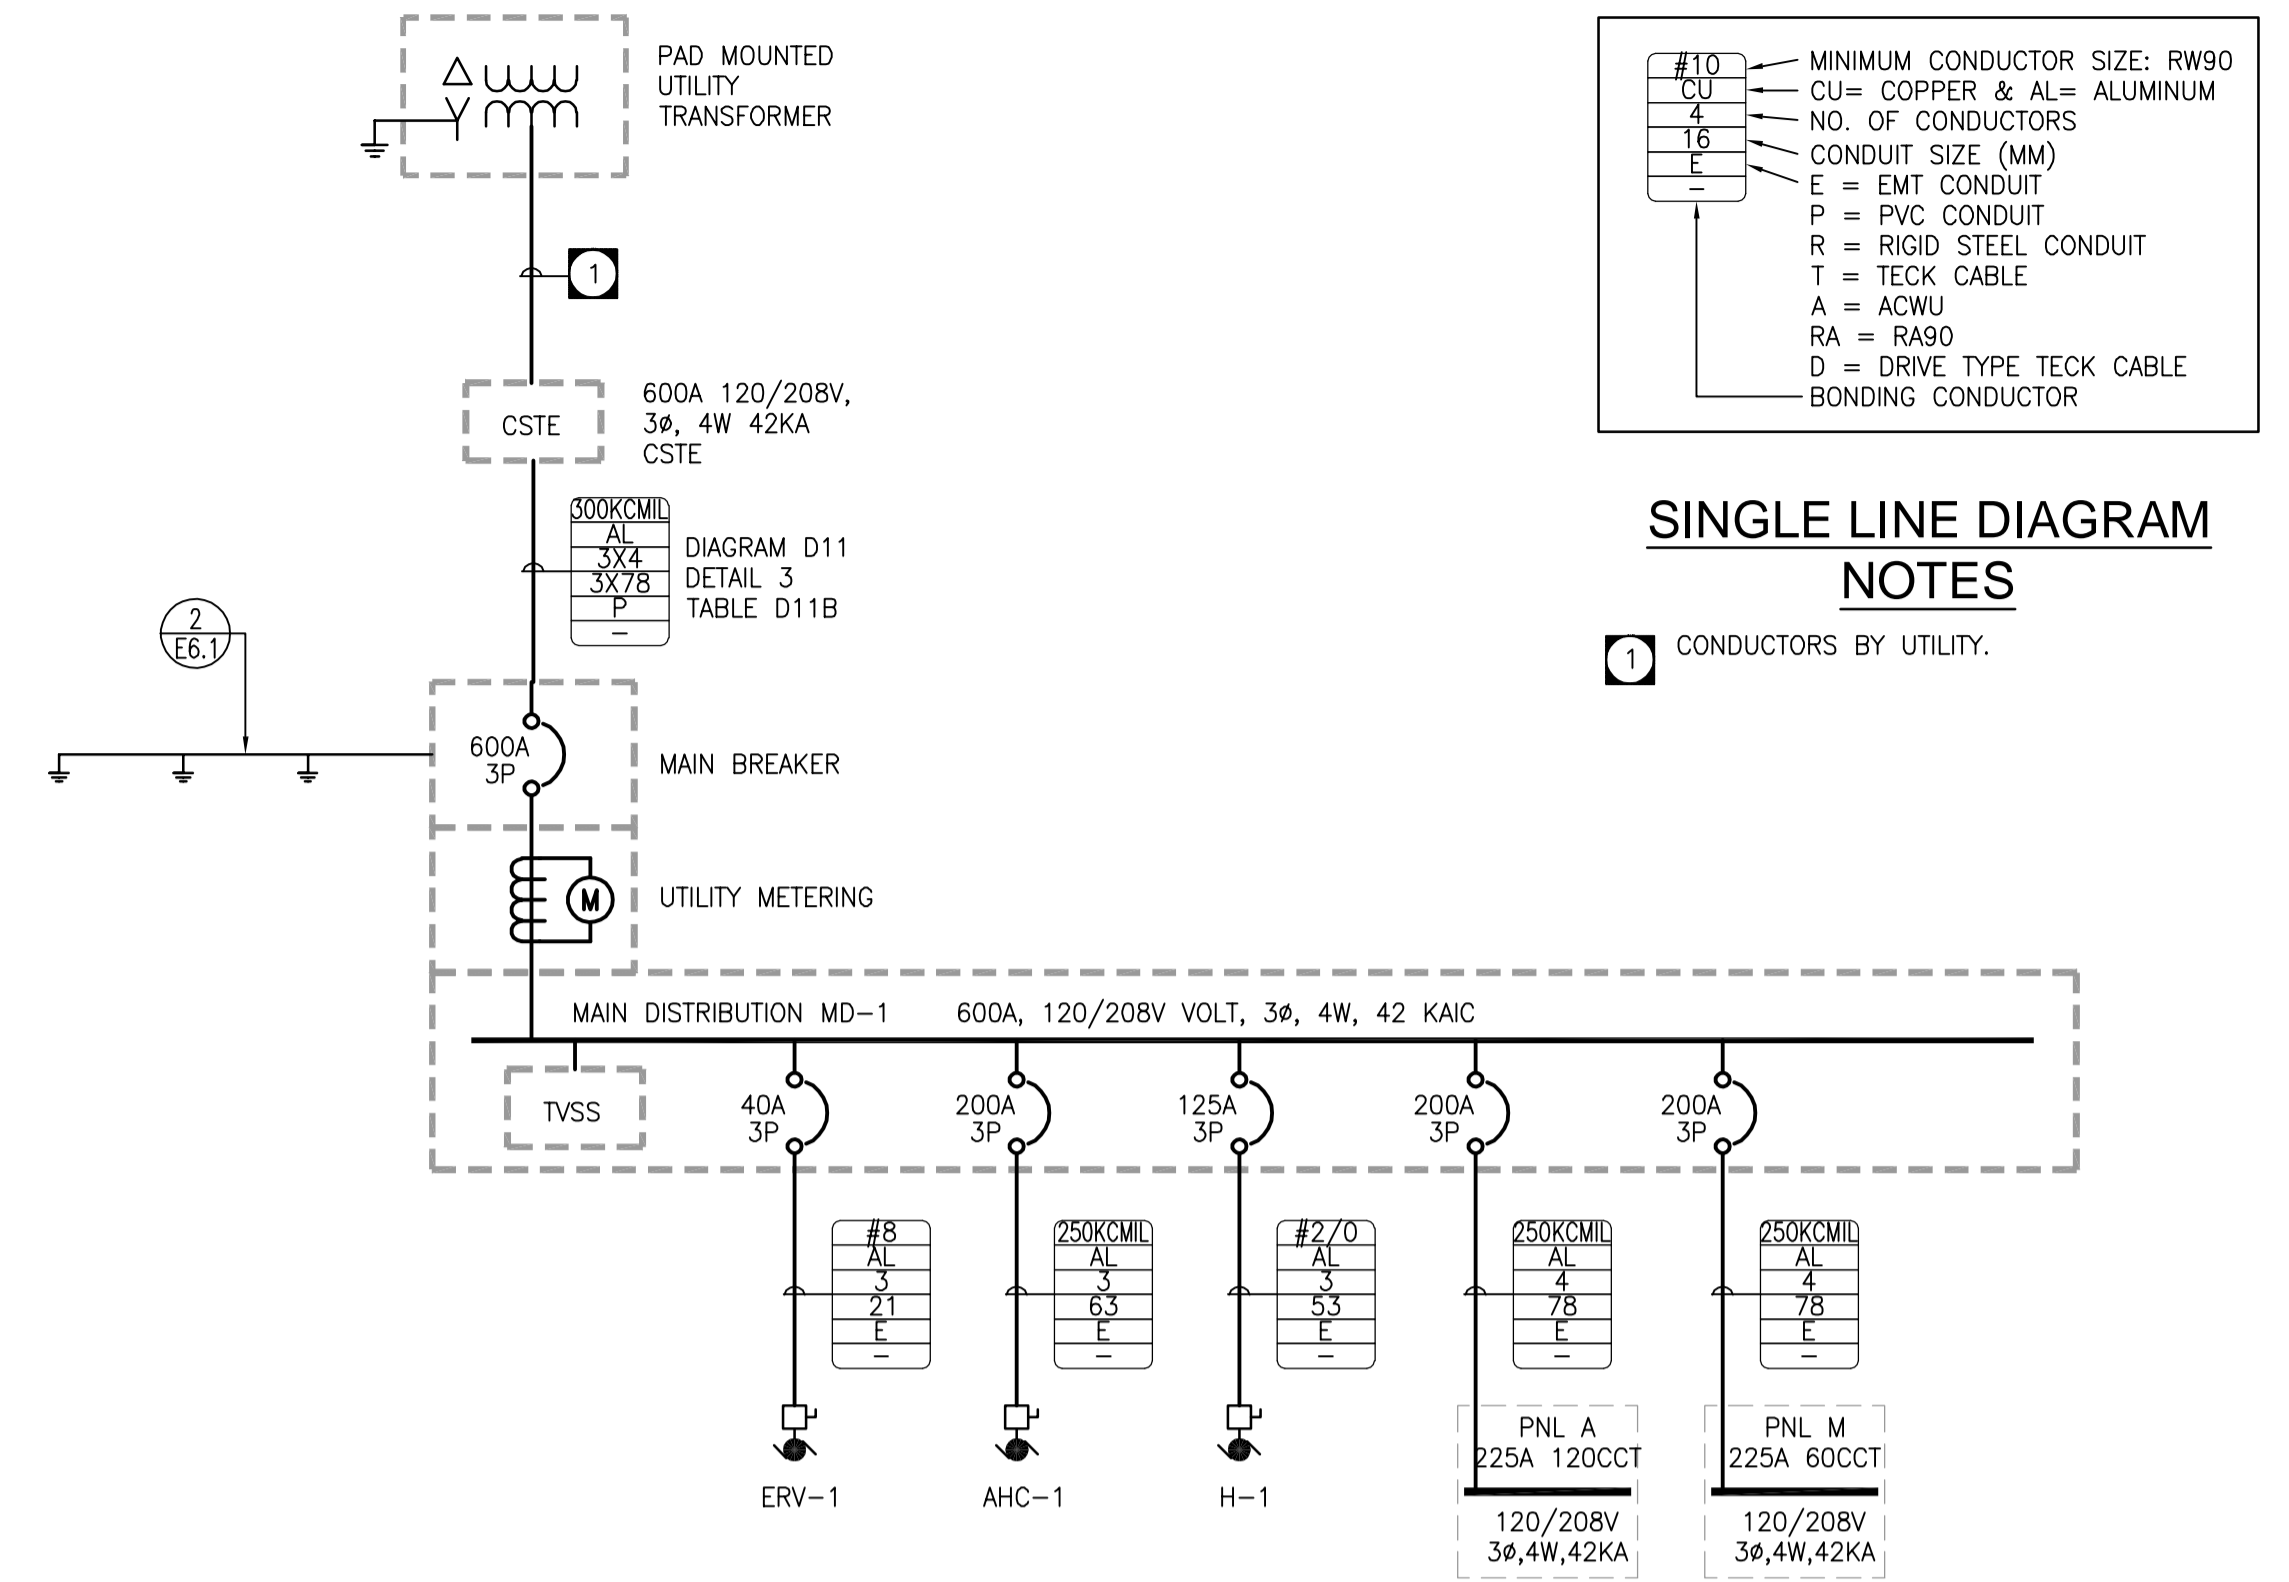 PAD MOUNTED
UTILITY
TRANSFORMER
1
CSTE
600A 120/208V,
3ø, 4W 42KA
CSTE
300KCMIL
AL
3X4
3X78
P
–
DIAGRAM D11
DETAIL 3
TABLE D11B
2
E6.1
600A
3P
MAIN BREAKER
M
UTILITY METERING
MAIN DISTRIBUTION MD-1 600A, 120/208V VOLT, 3ø, 4W, 42 KAIC
TVSS
40A
3P
200A
3P
125A
3P
200A
3P
200A
3P
#8
AL
3
21
E
–
250KCMIL
AL
3
63
E
–
#2/0
AL
3
53
E
–
250KCMIL
AL
4
78
E
–
250KCMIL
AL
4
78
E
–
ERV-1
AHC-1
H-1
PNL A
225A 120CCT
120/208V
3ø,4W,42KA
PNL M
225A 60CCT
120/208V
3ø,4W,42KA
#10
CU
4
16
E
–
MINIMUM CONDUCTOR SIZE: RW90
CU= COPPER & AL= ALUMINUM
NO. OF CONDUCTORS
CONDUIT SIZE (MM)
E = EMT CONDUIT
P = PVC CONDUIT
R = RIGID STEEL CONDUIT
T = TECK CABLE
A = ACWU
RA = RA90
D = DRIVE TYPE TECK CABLE
BONDING CONDUCTOR
SINGLE LINE DIAGRAM
NOTES
1 CONDUCTORS BY UTILITY.